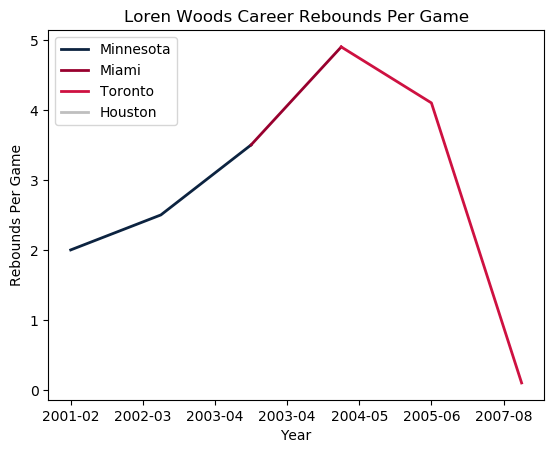 Loren Woods Career Rebounds Per Game
Minnesota
Miami
Toronto
Houston
Rebounds Per Game
5
4
3
2
1
0
2001-02 2002-03 2003-04 2003-04 2004-05 2005-06 2007-08
Year